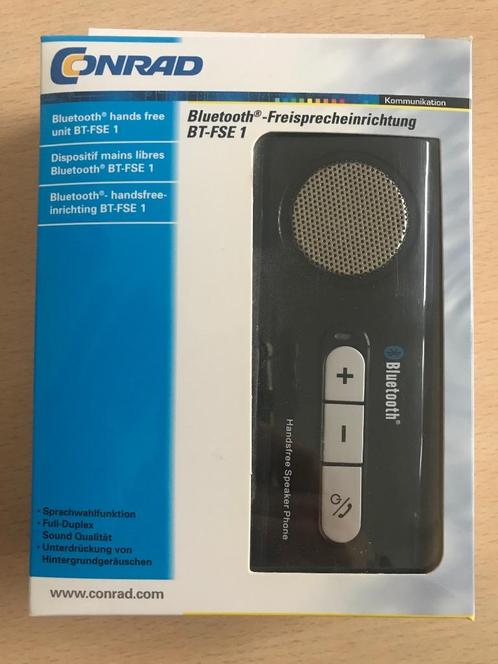 CONRAD
Kommunikation
Bluetooth® hands free
unit BT-FSE 1
Dispositif mains libres
Bluetooth® BT-FSE 1
Bluetooth®- handsfree-
inrichting BT-FSE 1
Bluetooth®-Freisprecheinrichtung
BT-FSE 1
Bluetooth®
+
-
Handsfree Speaker Phone
· Sprachwahlfunktion
· Full-Duplex
Sound Qualität
· Unterdrückung von
Hintergrundgeräuschen
www.conrad.com